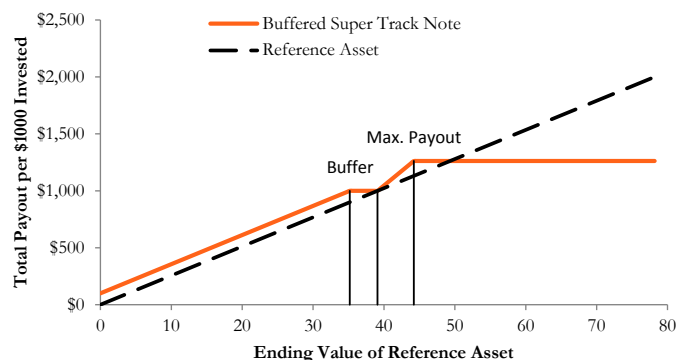 $2,500
Buffered Super Track Note
Reference Asset
$2,000
$1,500
Max. Payout
Buffer
$1,000
$500
$0
Total Payout per $1000 Invested
0 10 20 30 40 50 60 70 80
Ending Value of Reference Asset